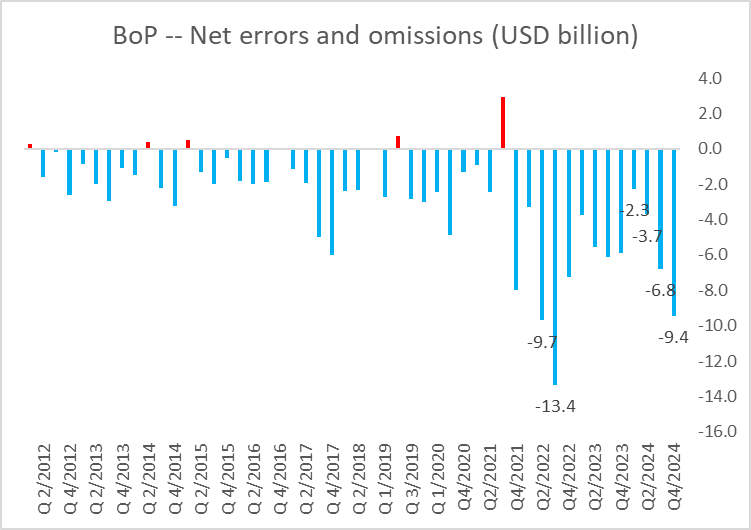 BoP -- Net errors and omissions (USD billion)
4.0
2.0
0.0
-2.0
-4.0
-6.0
-8.0
-10.0
-12.0
-14.0
-16.0
-2.3
-3.7
-6.8
-9.4
-9.7
-13.4
Q 2/2012
Q 4/2012
Q 2/2013
Q 4/2013
Q 2/2014
Q 4/2014
Q 2/2015
Q 4/2015
Q 2/2016
Q 4/2016
Q 2/2017
Q 4/2017
Q 2/2018
Q 1/2019
Q 3/2019
Q 1/2020
Q4/2020
Q2/2021
Q4/2021
Q2/2022
Q4/2022
Q2/2023
Q4/2023
Q2/2024
Q4/2024